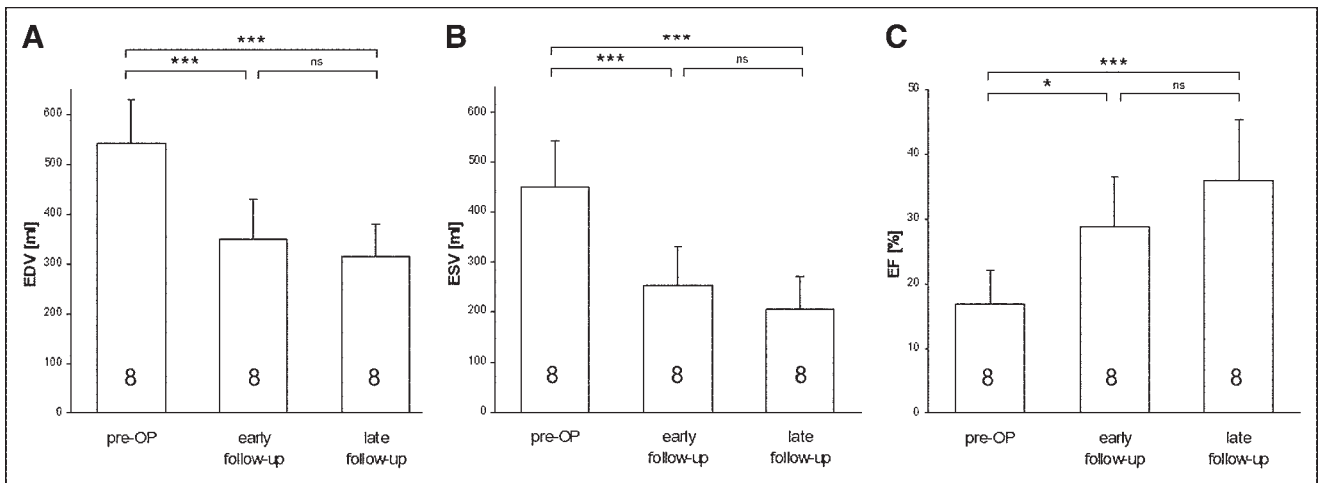 A
***
***
ns
EDV [ml]
600
500
400
300
200
100
0
8
8
8
pre-OP
early
follow-up
late
follow-up
B
***
***
ns
ESV [ml]
600
500
400
300
200
100
0
8
8
8
pre-OP
early
follow-up
late
follow-up
C
***
*
ns
EF [%]
50
40
30
20
10
0
8
8
8
pre-OP
early
follow-up
late
follow-up